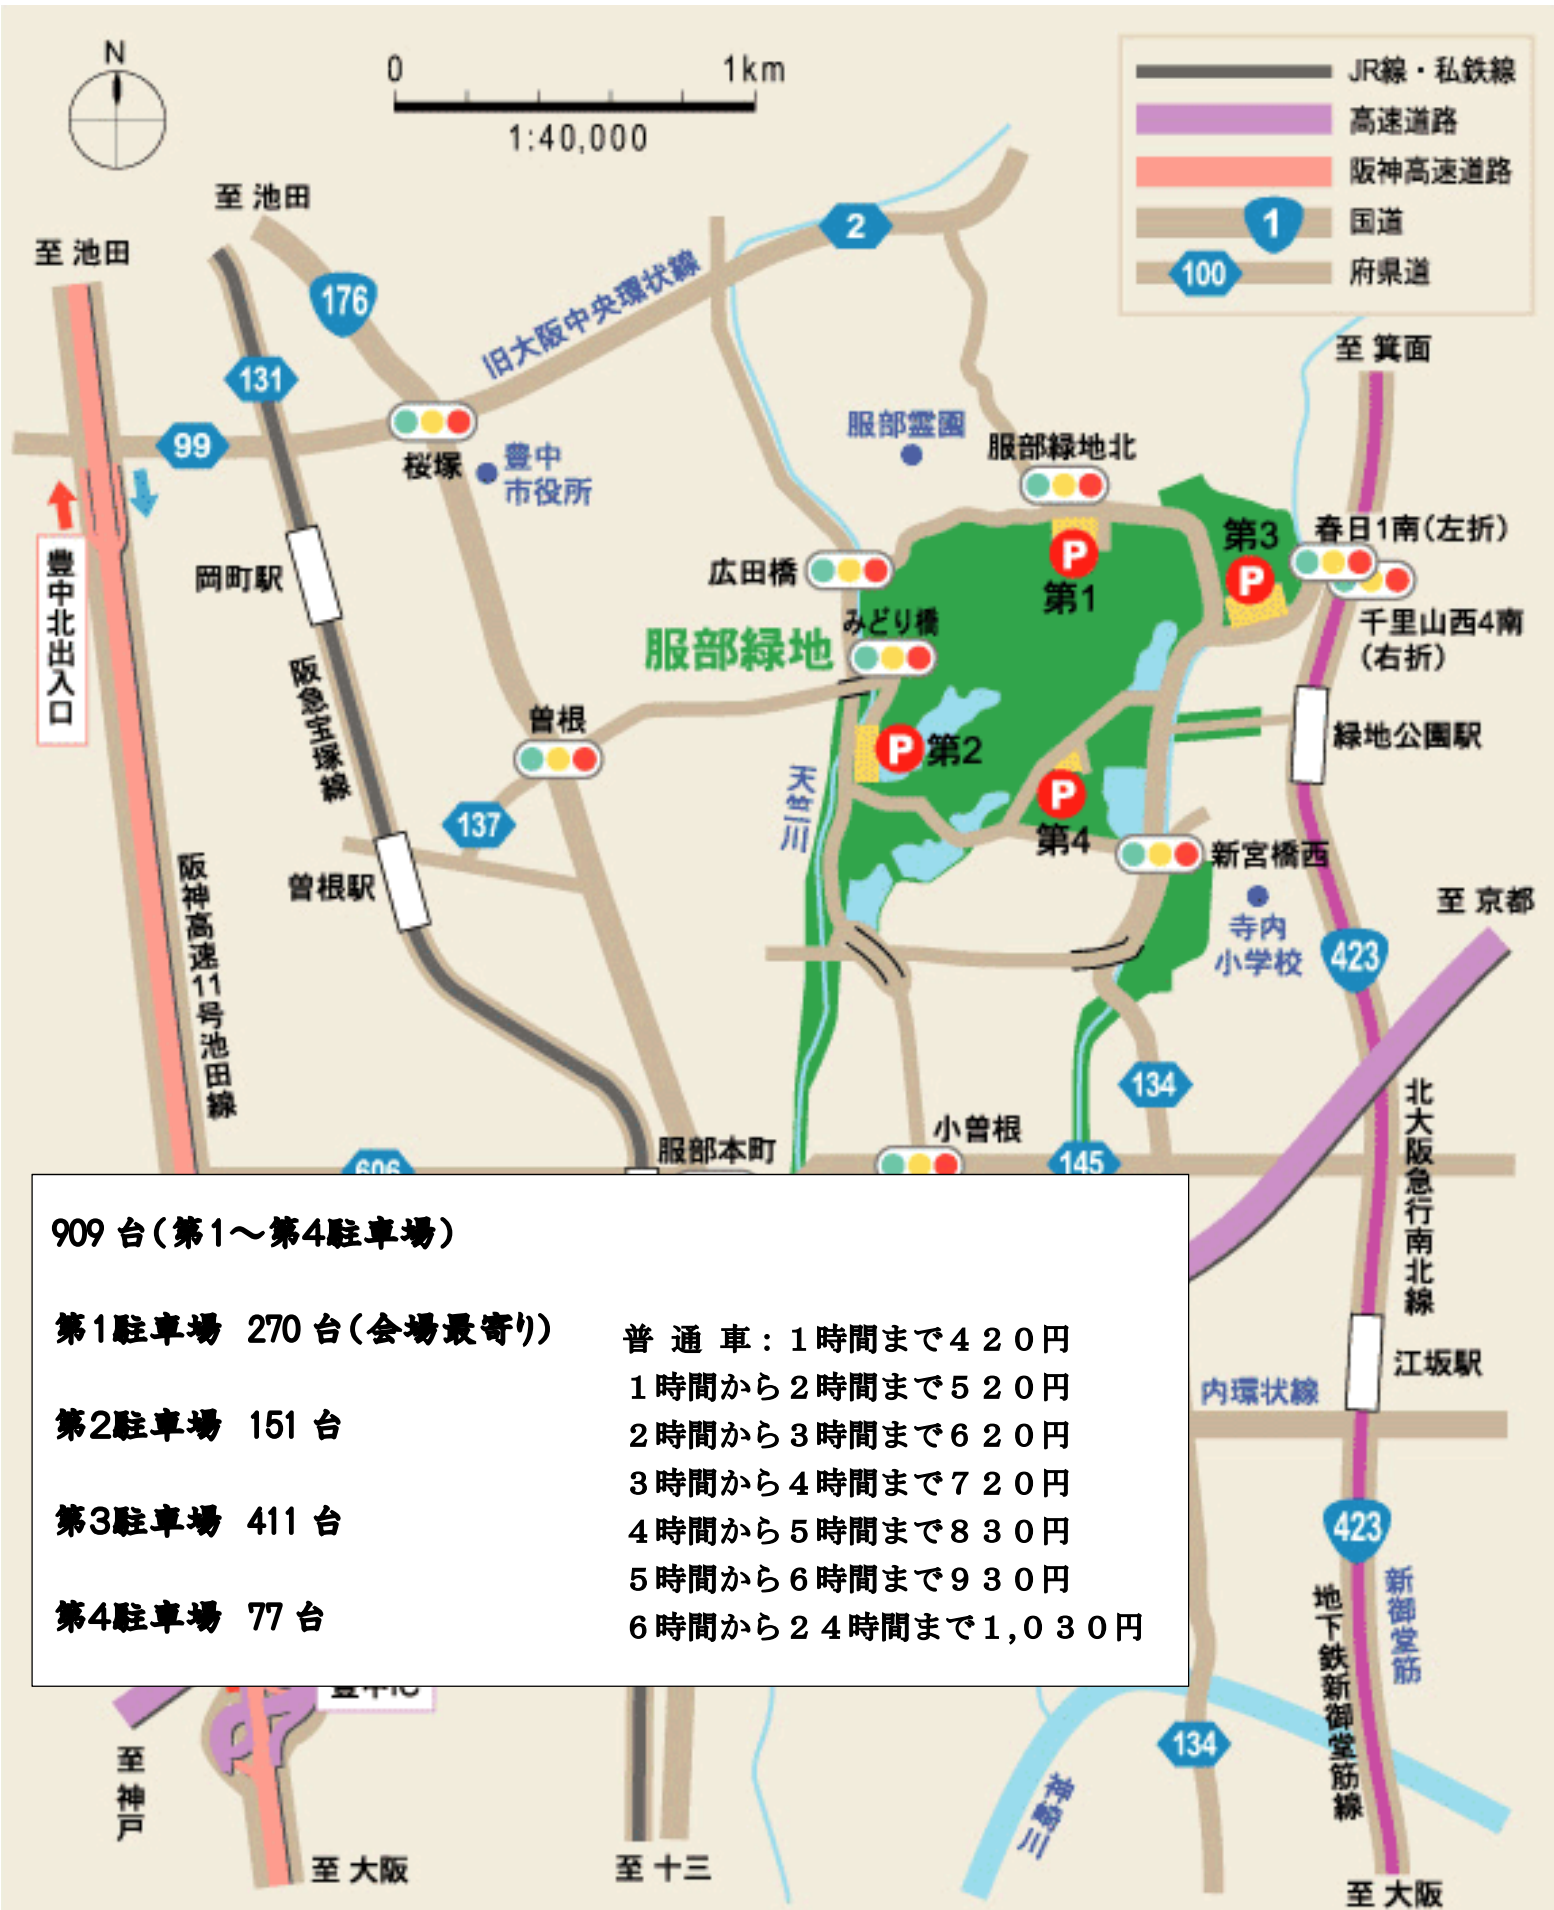 N
0
1km
1:40,000
JR線・私鉄線
高速道路
阪神高速道路
1
国道
100
府県道
至 池田
至 池田
176
2
旧大阪中央環状線
131
99
桜塚
豊中
市役所
服部霊園
服部緑地北
至 箕面
豊中北出入口
岡町駅
広田橋
みどり橋
服部緑地
P
第1
第3
P
春日1南(左折)
千里山西4南
(右折)
阪急宝塚線
曽根
P
第2
緑地公園駅
天竺川
137
P
第4
新宮橋西
曽根駅
寺内
小学校
423
至 京都
阪神高速11号池田線
134
北大阪急行南北線
小曽根
服部本町
606
145
909 台(第1～第4駐車場)
第1駐車場 270 台(会場最寄り)
第2駐車場 151 台
第3駐車場 411 台
第4駐車場 77 台
普 通 車:1時間まで420円
1時間から2時間まで520円
2時間から3時間まで620円
3時間から4時間まで720円
4時間から5時間まで830円
5時間から6時間まで930円
6時間から24時間まで1,030円
江坂駅
内環状線
423
新御堂筋
地下鉄新御堂筋線
134
神崎川
至 神戸
至 大阪
至 十三
至 大阪